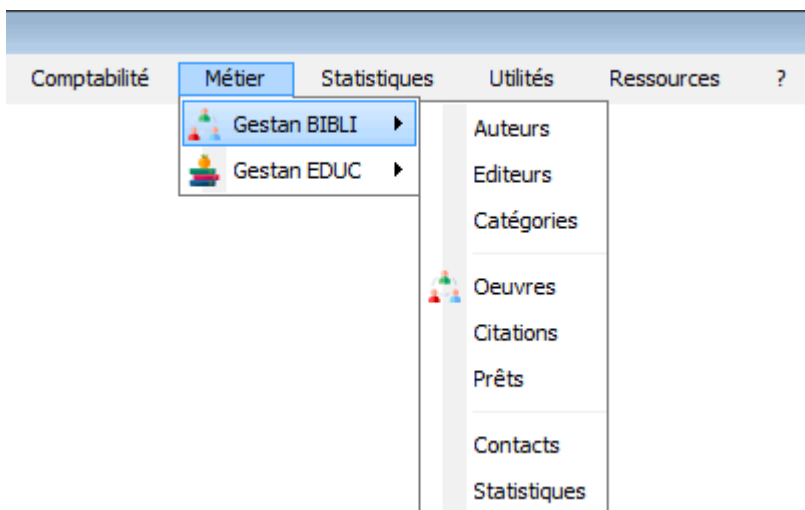 Comptabilité Métier Statistiques Utilités Ressources ?
Gestan BIBLI
Gestan EDUC
Auteurs
Editeurs
Catégories
Oeuvres
Citations
Prêts
Contacts
Statistiques